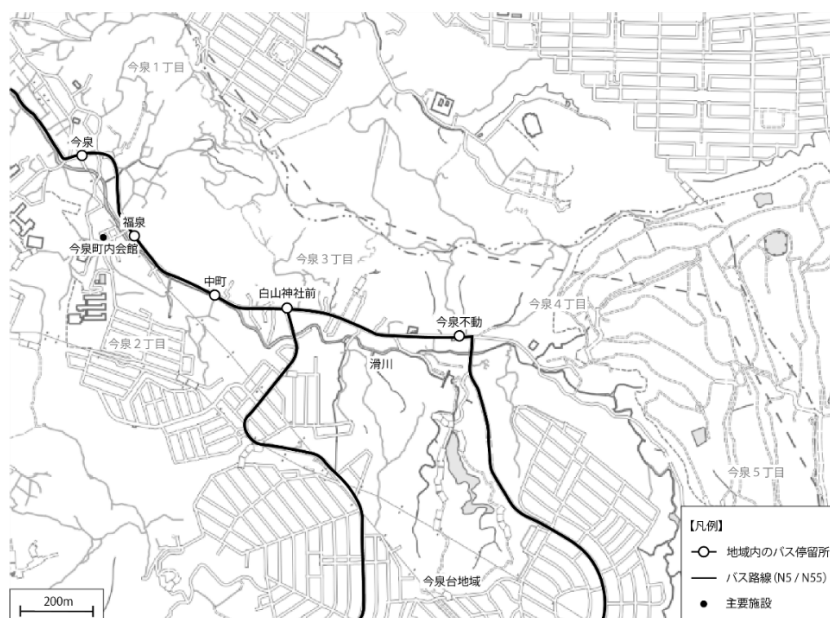 今泉1丁目
今泉
福泉
今泉町内会館
今泉3丁目
中町
白山神社前
今泉4丁目
今泉不動
今泉2丁目
滑川
今泉5丁目
今泉台地域
200m
【凡例】
地域内のバス停留所
バス路線(N5 / N55)
主要施設